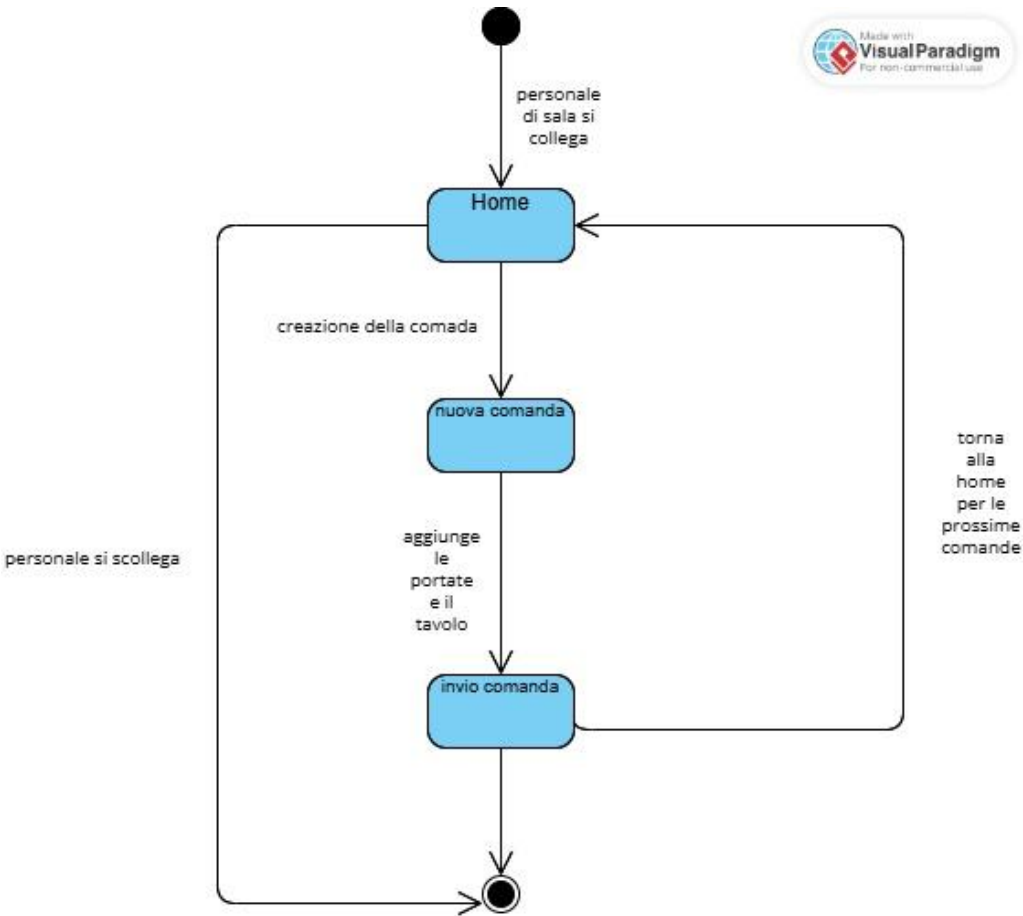 Made with
Visual Paradigm
For non-commercial use
personale
di sala si
collega
Home
creazione della comada
nuova comanda
torna
alla
home
per le
prossime
comande
aggiunge
le
portate
e il
tavolo
personale si scollega
invio comanda